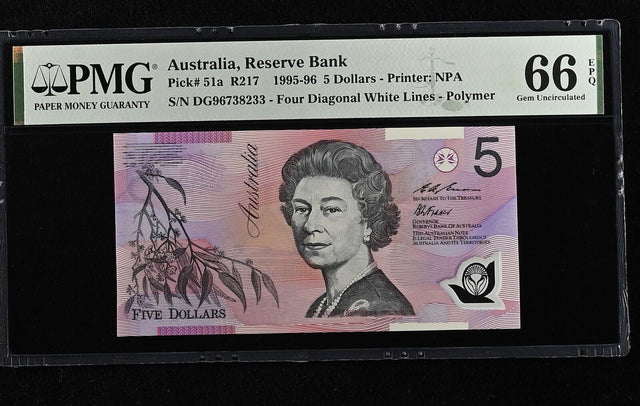 PMG®
PAPER MONEY GUARANTY
Australia, Reserve Bank
Pick# 51a R217 1995-96 5 Dollars - Printer: NPA
S/N DG96738233 - Four Diagonal White Lines - Polymer
66 EPQ
Gem Uncirculated
Australia
5
SECRETARY TO THE TREASURY
GOVERNOR
RESERVE BANK OF AUSTRALIA
THIS AUSTRALIAN NOTE
IS LEGAL TENDER THROUGHOUT
AUSTRALIA AND ITS TERRITORIES
FIVE DOLLARS